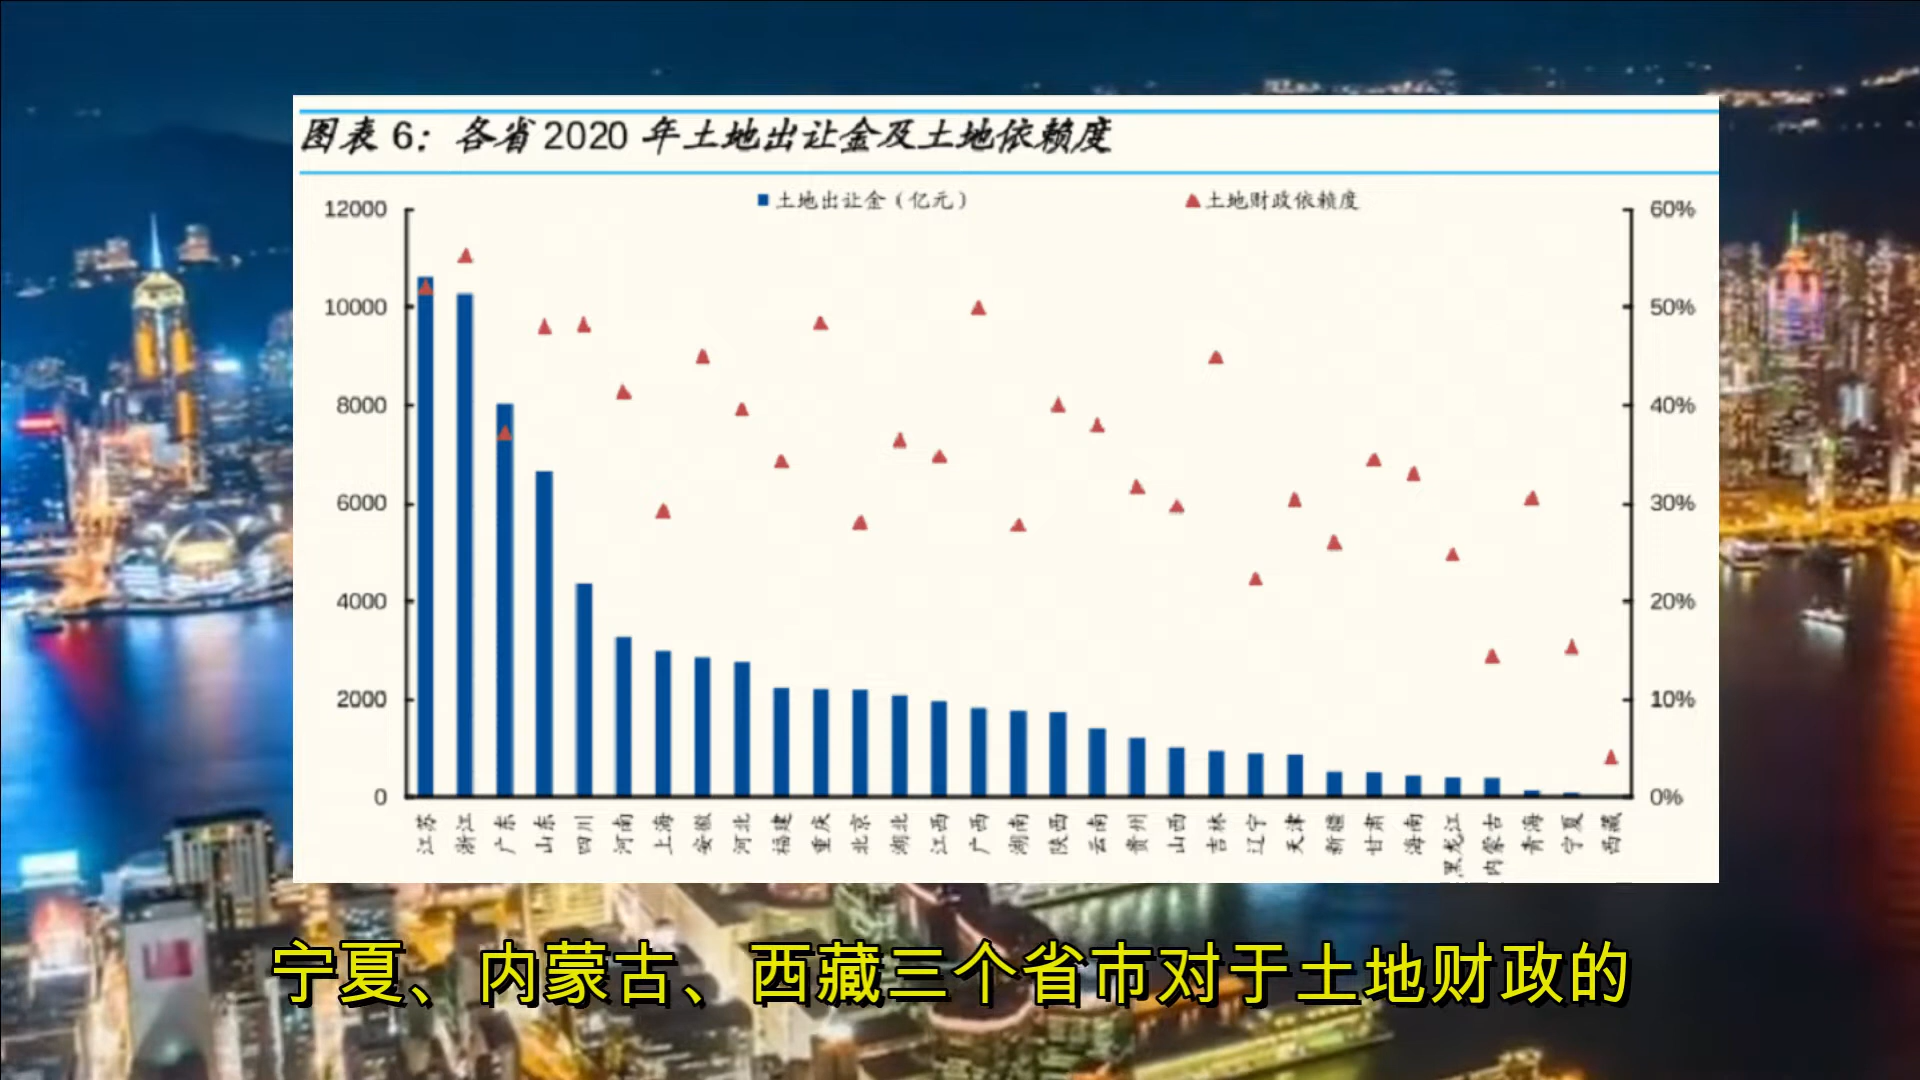 图表 6：各省 2020 年土地出让金及土地依赖度
土地出让金（亿元） 土地财政依赖度
12000 60%
10000 50%
8000 40%
6000 30%
4000 20%
2000 10%
0 0%
江苏 浙江 广东 山东 四川 河南 上海 安徽 河北 福建 重庆 北京 湖北 江西 广西 湖南 陕西 云南 贵州 山西 吉林 辽宁 天津 新疆 甘肃 海南 黑龙江 内蒙古 青海 宁夏 西藏
宁夏、内蒙古、西藏三个省市对于土地财政的